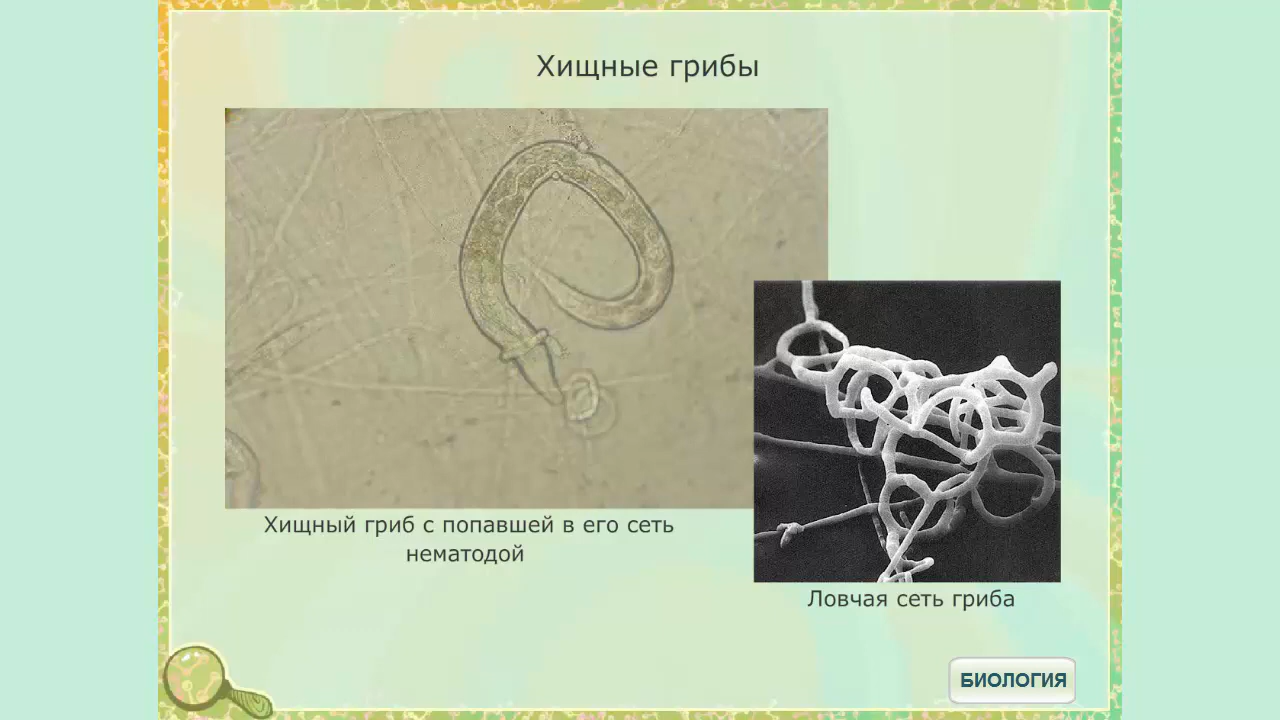 Хищные грибы
Хищный гриб с попавшей в его сеть
нематодой
Ловчая сеть гриба
БИОЛОГИЯ